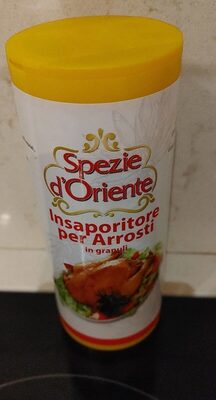 Spezie
d'Oriente
Insaporitore
per Arrosti
in granuli